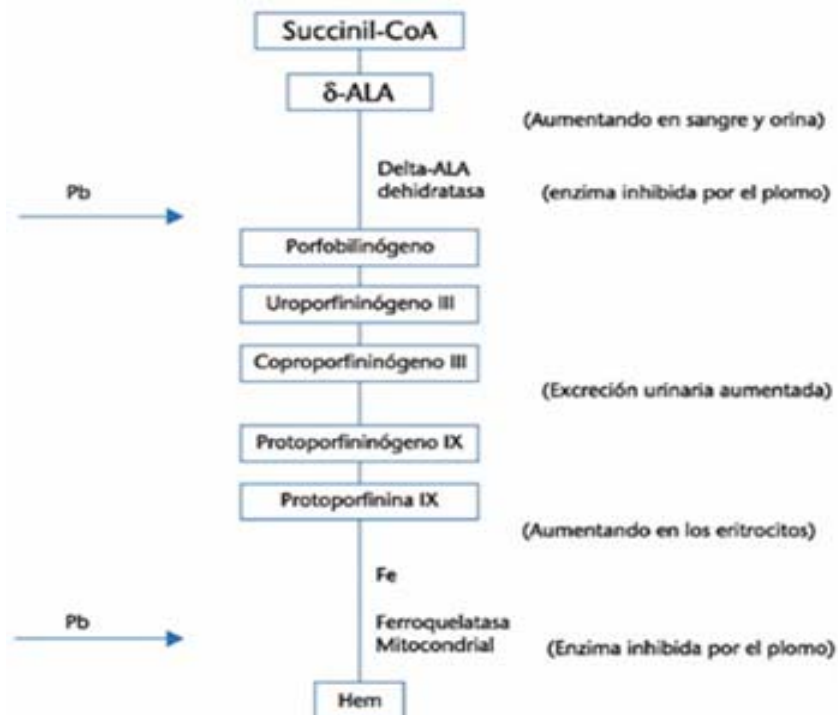 Succinil-CoA
δ-ALA
(Aumentando en sangre y orina)
Delta-ALA
dehidratasa
(enzima inhibida por el plomo)
Pb
Porfobilinógeno
Uroporfininógeno III
Coproporfininógeno III
(Excreción urinaria aumentada)
Protoporfininógeno IX
Protoporfinina IX
(Aumentando en los eritrocitos)
Fe
Pb
Ferroquelatasa
Mitocondrial
(Enzima inhibida por el plomo)
Hem